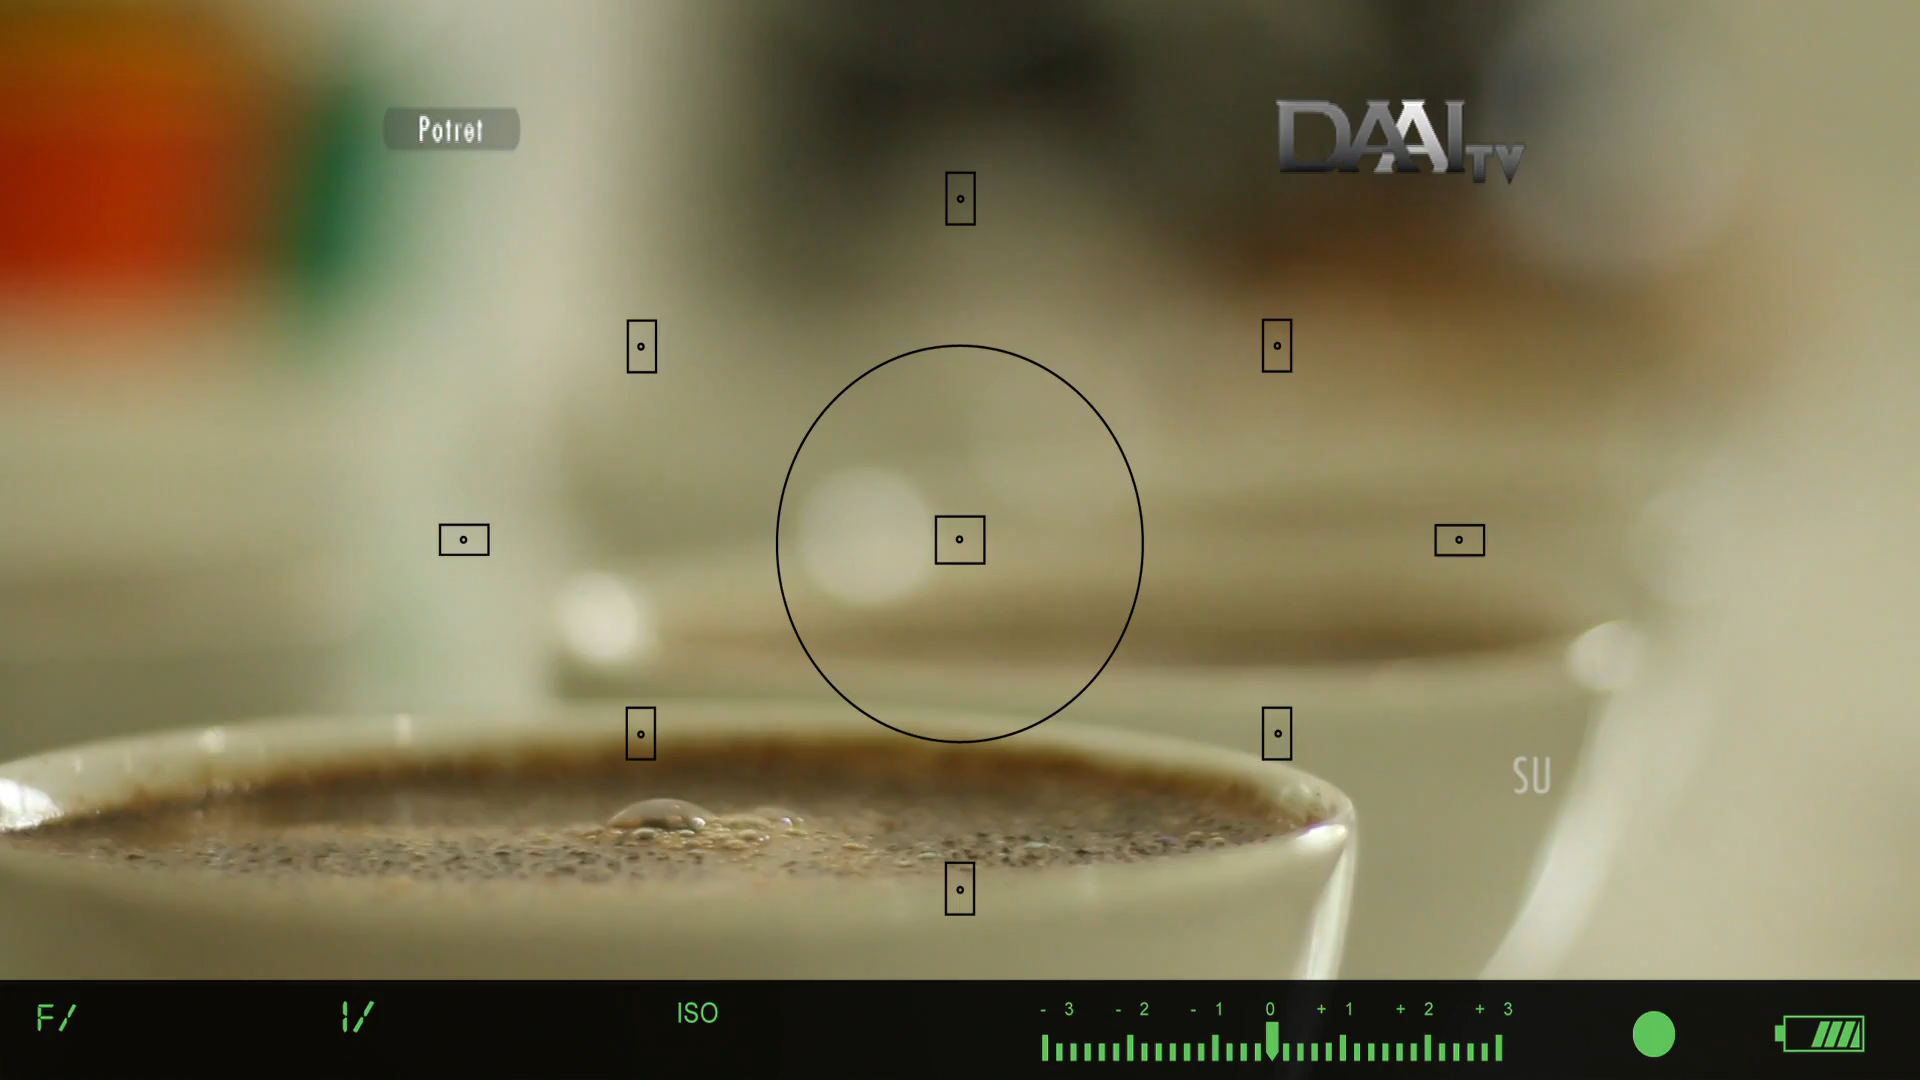 Potret
DAAI TV
SU
F/ 1/ ISO
- 3 - 2 - 1 0 + 1 + 2 + 3